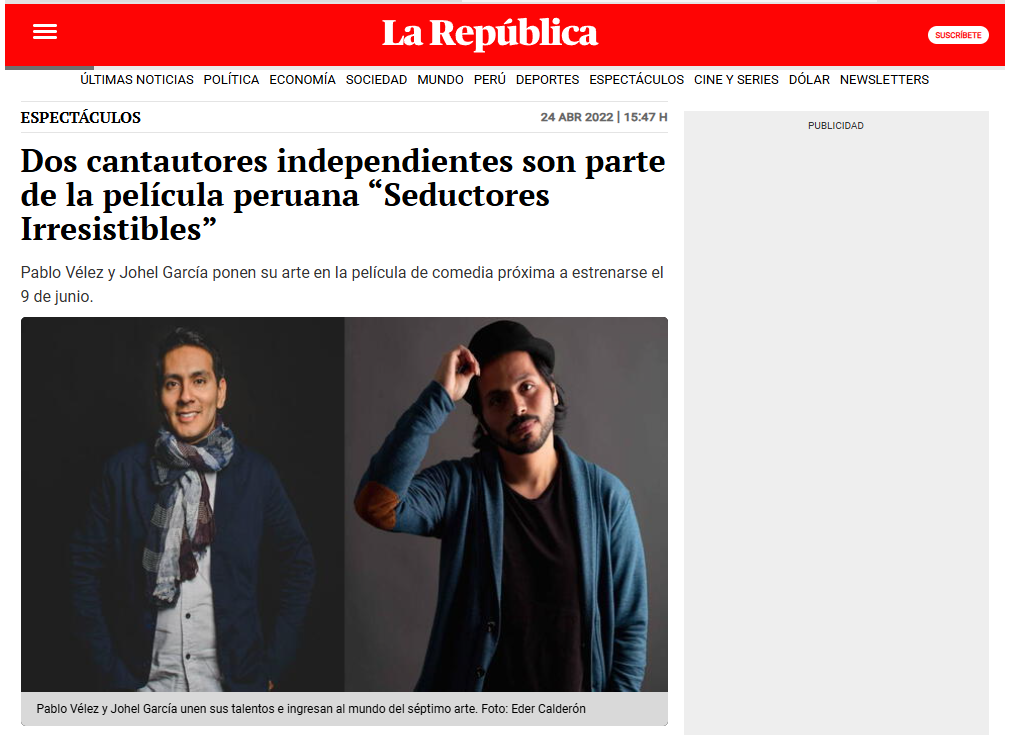 La República
SUSCRÍBETE
ÚLTIMAS NOTICIAS POLÍTICA ECONOMÍA SOCIEDAD MUNDO PERÚ DEPORTES ESPECTÁCULOS CINE Y SERIES DÓLAR NEWSLETTERS
ESPECTÁCULOS
24 ABR 2022 | 15:47 H
Dos cantautores independientes son parte
de la película peruana “Seductores
Irresistibles”
Pablo Vélez y Johel García ponen su arte en la película de comedia próxima a estrenarse el
9 de junio.
Pablo Vélez y Johel García unen sus talentos e ingresan al mundo del séptimo arte. Foto: Eder Calderón
PUBLICIDAD